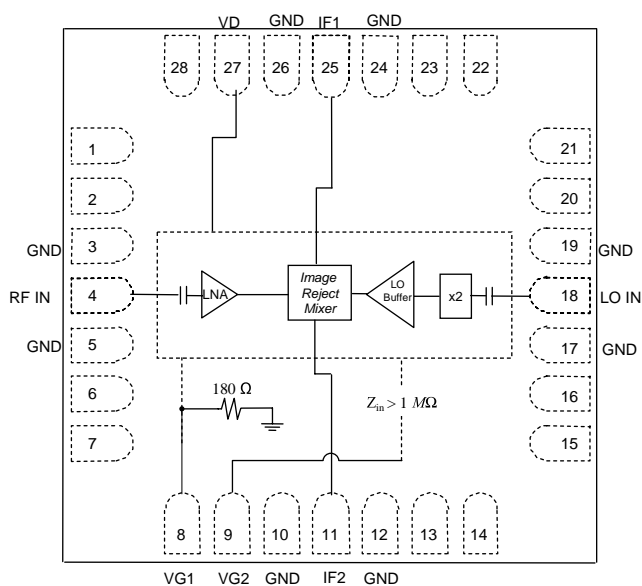 VD GND IF1 GND
28 27 26 25 24 23 22
1 21
2 20
GND 3 19 GND
RF IN 4 LNA Image Reject Mixer LO Buffer x2 18 LO IN
GND 5 17 GND
6 180 Ω Zin > 1 MΩ 16
7 15
8 9 10 11 12 13 14
VG1 VG2 GND IF2 GND